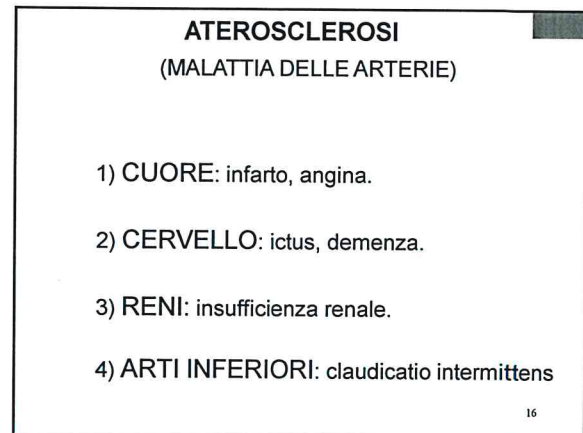 ATEROSCLEROSI
(MALATTIA DELLE ARTERIE)
1) CUORE: infarto, angina.
2) CERVELLO: ictus, demenza.
3) RENI: insufficienza renale.
4) ARTI INFERIORI: claudicatio intermittens
16